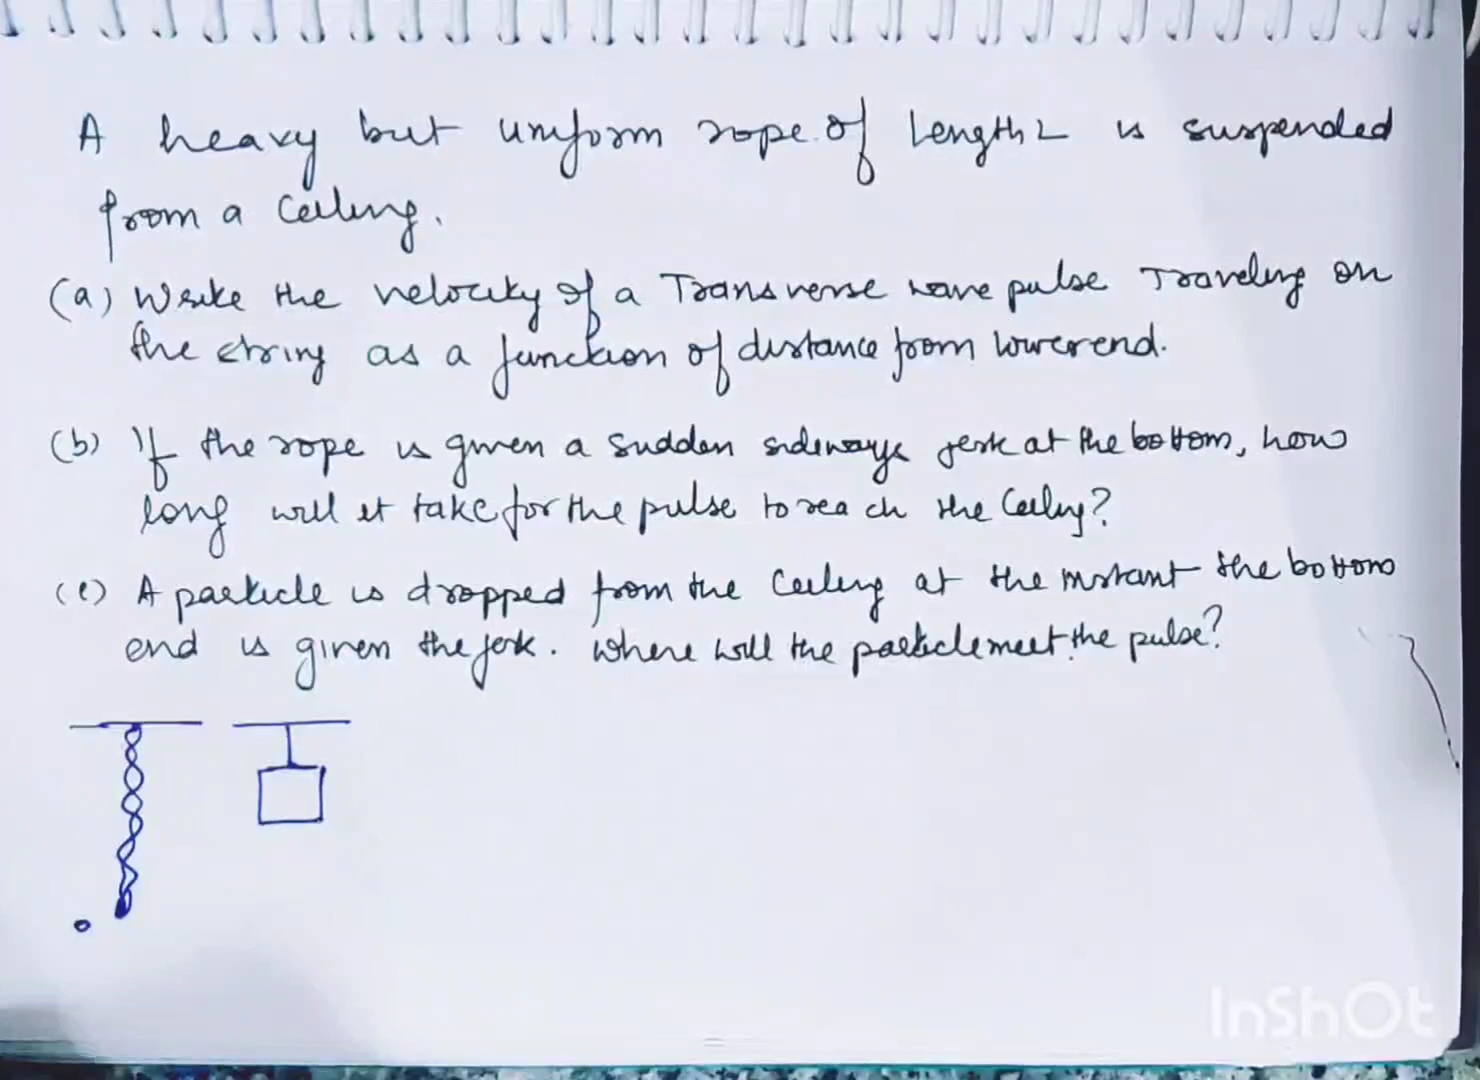 A heavy but uniform rope of Length L is suspended
from a Ceiling.
(a) Write the velocity of a Transverse wave pulse Traveling on
the string as a function of distance from lower end.
(b) If the rope is given a sudden sideways jerk at the bottom, how
long will it take for the pulse to reach the Ceiling?
(c) A particle is dropped from the Ceiling at the instant the bottom
end is given the jerk. Where will the particle meet the pulse?
InShOt